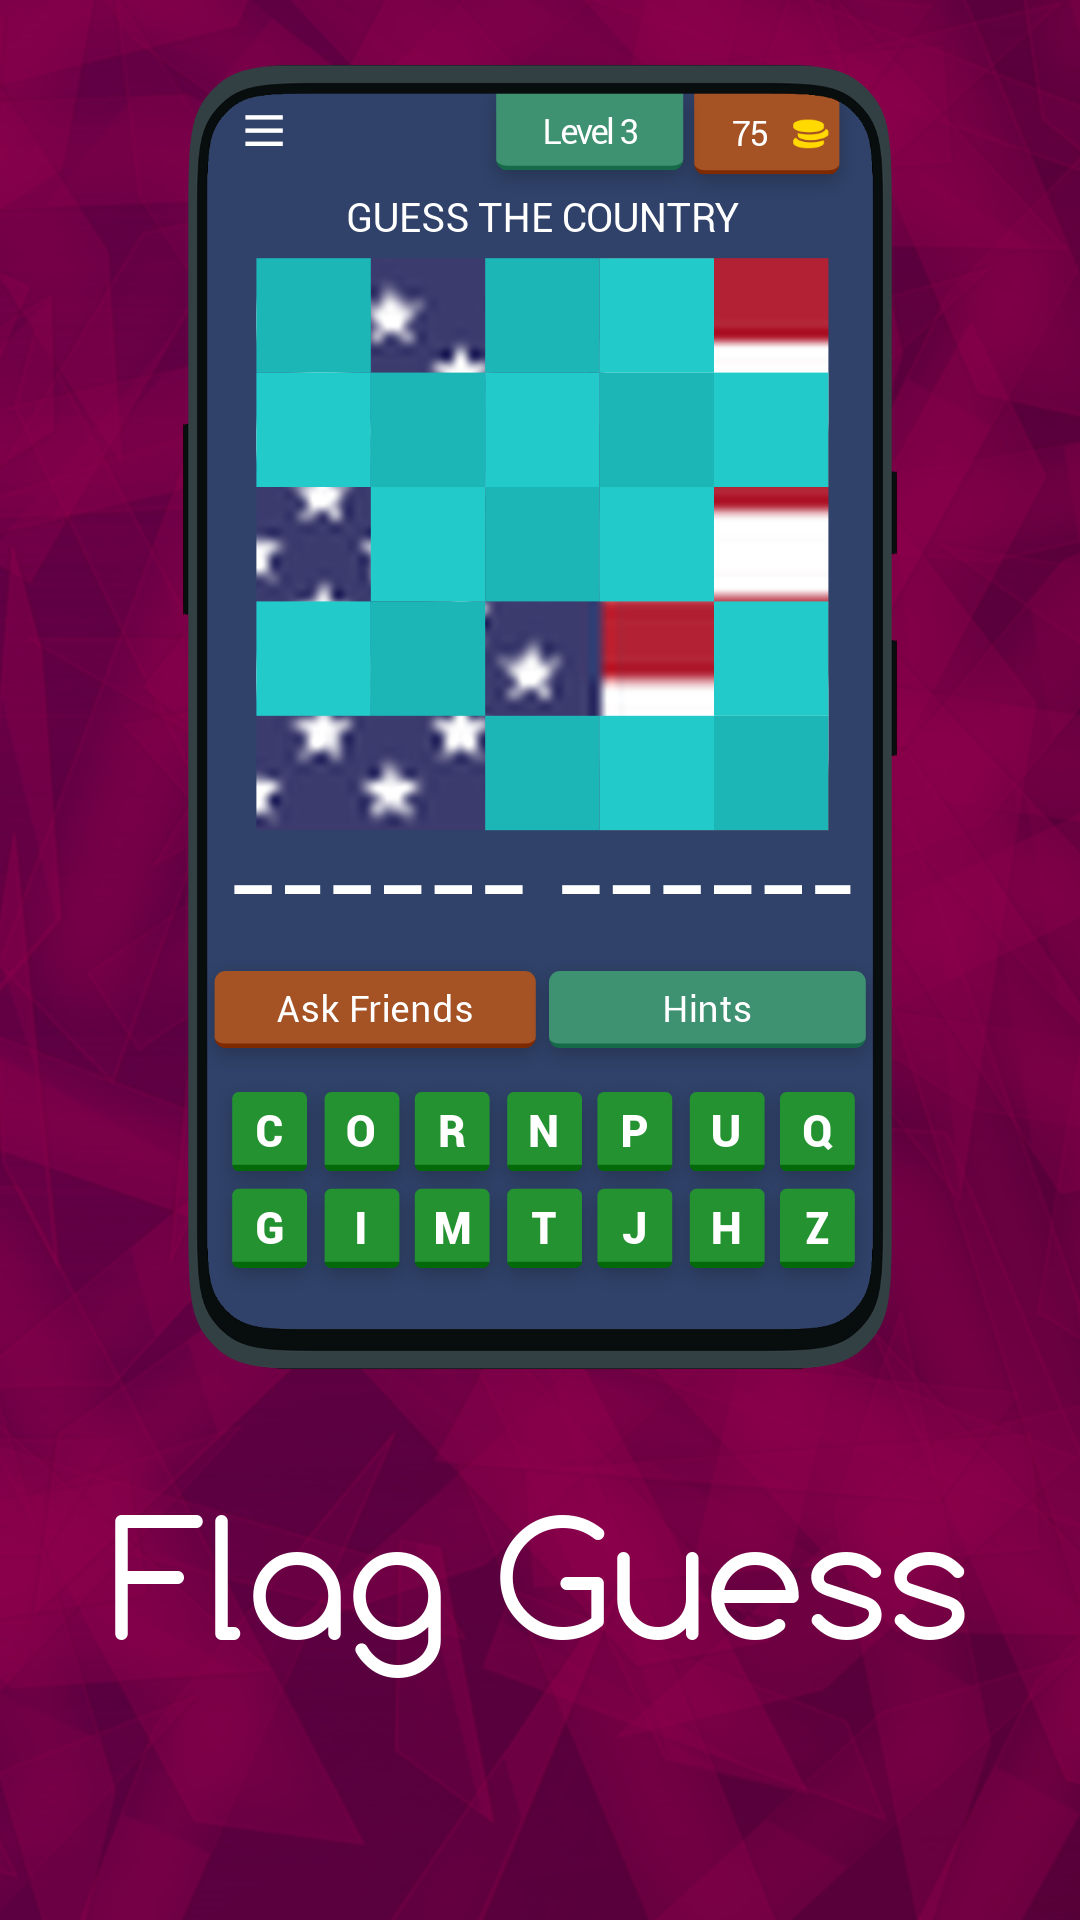 Level 3
75
GUESS THE COUNTRY
Ask Friends
Hints
C O R N P U Q
G I M T J H Z
Flag Guess